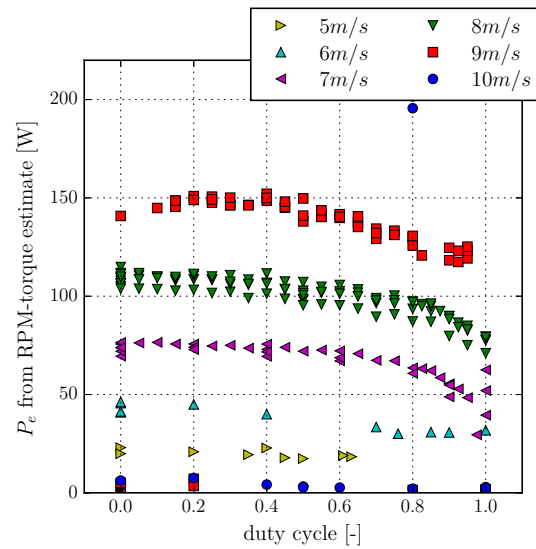 5m/s 8m/s
6m/s 9m/s
7m/s 10m/s
200
150
100
50
0
P_e from RPM-torque estimate [W]
0.0 0.2 0.4 0.6 0.8 1.0
duty cycle [-]